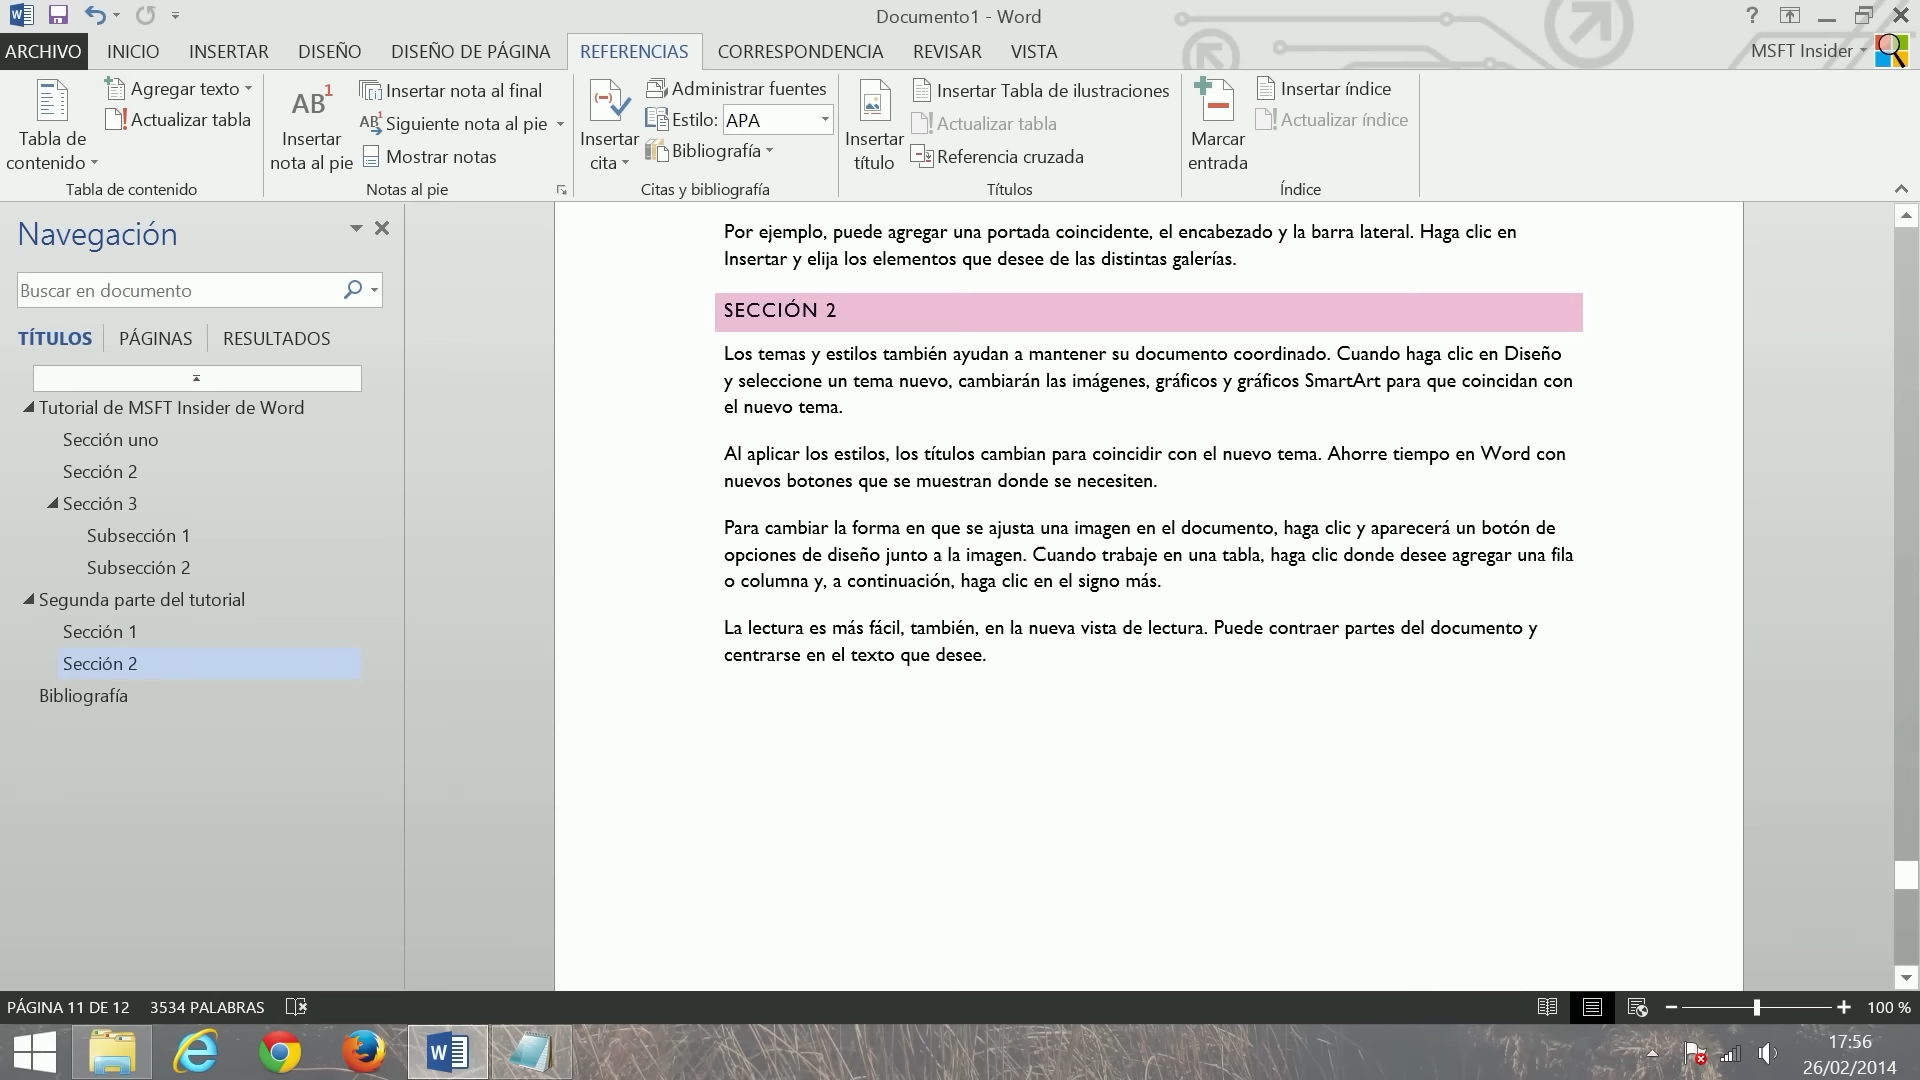 Documento1 - Word
?
ARCHIVO INICIO INSERTAR DISEÑO DISEÑO DE PÁGINA REFERENCIAS CORRESPONDENCIA REVISAR VISTA MSFT Insider
Tabla de contenido
Agregar texto
Actualizar tabla
Tabla de contenido
AB1
Insertar nota al pie
Insertar nota al final
AB1 Siguiente nota al pie
Mostrar notas
Notas al pie
Insertar cita
Administrar fuentes
Estilo: APA
Bibliografía
Citas y bibliografía
Insertar título
Insertar Tabla de ilustraciones
Actualizar tabla
Referencia cruzada
Títulos
Marcar entrada
Insertar índice
Actualizar índice
Índice
Navegación
Buscar en documento
TÍTULOS PÁGINAS RESULTADOS
Tutorial de MSFT Insider de Word
Sección uno
Sección 2
Sección 3
Subsección 1
Subsección 2
Segunda parte del tutorial
Sección 1
Sección 2
Bibliografía
Por ejemplo, puede agregar una portada coincidente, el encabezado y la barra lateral. Haga clic en
Insertar y elija los elementos que desee de las distintas galerías.
SECCIÓN 2
Los temas y estilos también ayudan a mantener su documento coordinado. Cuando haga clic en Diseño
y seleccione un tema nuevo, cambiarán las imágenes, gráficos y gráficos SmartArt para que coincidan con
el nuevo tema.
Al aplicar los estilos, los títulos cambian para coincidir con el nuevo tema. Ahorre tiempo en Word con
nuevos botones que se muestran donde se necesiten.
Para cambiar la forma en que se ajusta una imagen en el documento, haga clic y aparecerá un botón de
opciones de diseño junto a la imagen. Cuando trabaje en una tabla, haga clic donde desee agregar una fila
o columna y, a continuación, haga clic en el signo más.
La lectura es más fácil, también, en la nueva vista de lectura. Puede contraer partes del documento y
centrarse en el texto que desee.
PÁGINA 11 DE 12 3534 PALABRAS 100 %
17:56
26/02/2014